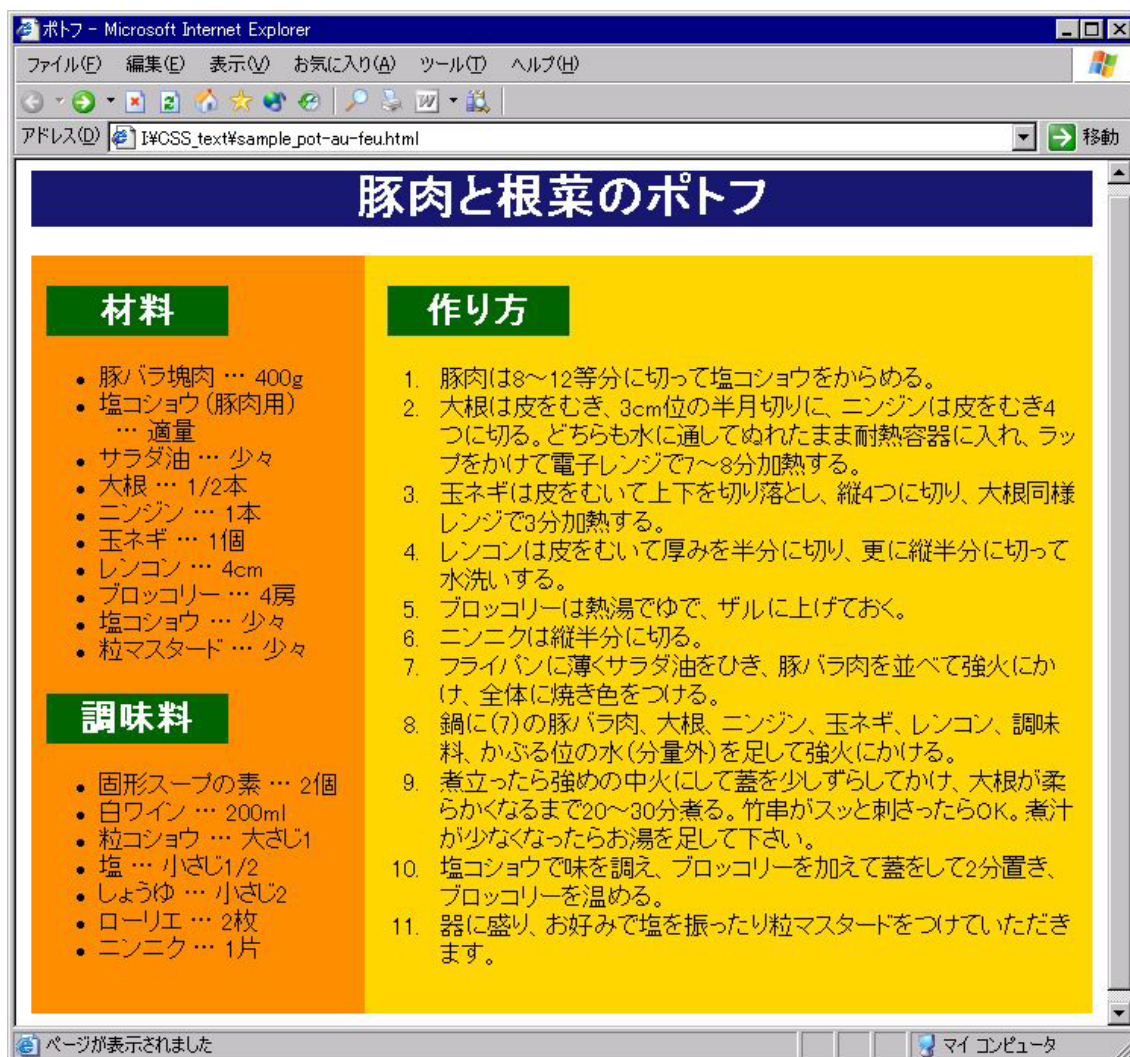 ポトフ - Microsoft Internet Explorer
ファイル(F) 編集(E) 表示(V) お気に入り(A) ツール(T) ヘルプ(H)
アドレス(D) I:¥CSS_text¥sample_pot-au-feu.html 移動
豚肉と根菜のポトフ
材料
豚バラ塊肉 … 400g
塩コショウ(豚肉用)
… 適量
サラダ油 … 少々
大根 … 1/2本
ニンジン … 1本
玉ネギ … 1個
レンコン … 4cm
ブロッコリー … 4房
塩コショウ … 少々
粒マスタード … 少々
調味料
固形スープの素 … 2個
白ワイン … 200ml
粒コショウ … 大さじ1
塩 … 小さじ1/2
しょうゆ … 小さじ2
ローリエ … 2枚
ニンニク … 1片
作り方
1. 豚肉は8～12等分に切って塩コショウをからめる。
2. 大根は皮をむき、3cm位の半月切りに、ニンジンは皮をむき4
つに切る。どちらも水に通してぬれたまま耐熱容器に入れ、ラッ
プをかけて電子レンジで7～8分加熱する。
3. 玉ネギは皮をむいて上下を切り落とし、縦4つに切り、大根同様
レンジで3分加熱する。
4. レンコンは皮をむいて厚みを半分に切り、更に縦半分に切って
水洗いする。
5. ブロッコリーは熱湯でゆで、ザルに上げておく。
6. ニンニクは縦半分に切る。
7. フライパンに薄くサラダ油をひき、豚バラ肉を並べて強火にか
け、全体に焼き色をつける。
8. 鍋に(7)の豚バラ肉、大根、ニンジン、玉ネギ、レンコン、調味
料、かぶる位の水(分量外)を足して強火にかける。
9. 煮立ったら強めの中火にして蓋を少しずらしてかけ、大根が柔
らかくなるまで20～30分煮る。竹串がスッと刺さったらOK。煮汁
が少なくなったらお湯を足して下さい。
10. 塩コショウで味を調え、ブロッコリーを加えて蓋をして2分置き、
ブロッコリーを温める。
11. 器に盛り、お好みで塩を振ったり粒マスタードをつけていただき
ます。
ページが表示されました マイ コンピュータ